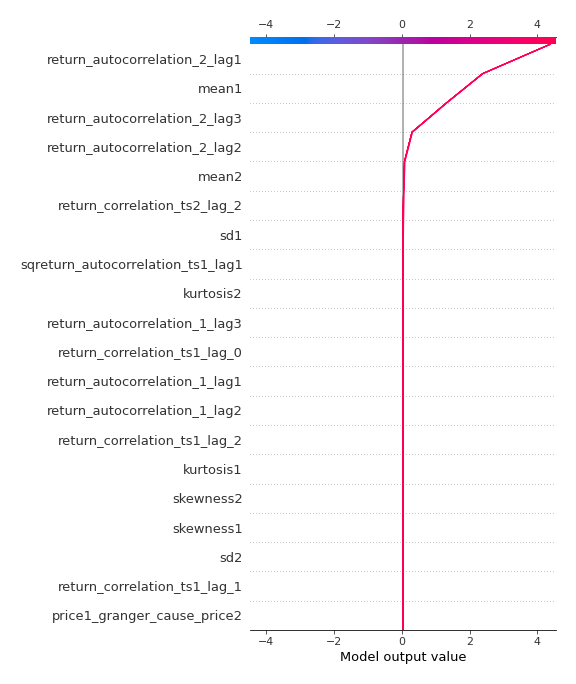 −4 −2 0 2 4
return_autocorrelation_2_lag1
mean1
return_autocorrelation_2_lag3
return_autocorrelation_2_lag2
mean2
return_correlation_ts2_lag_2
sd1
sqreturn_autocorrelation_ts1_lag1
kurtosis2
return_autocorrelation_1_lag3
return_correlation_ts1_lag_0
return_autocorrelation_1_lag1
return_autocorrelation_1_lag2
return_correlation_ts1_lag_2
kurtosis1
skewness2
skewness1
sd2
return_correlation_ts1_lag_1
price1_granger_cause_price2
−4 −2 0 2 4
Model output value